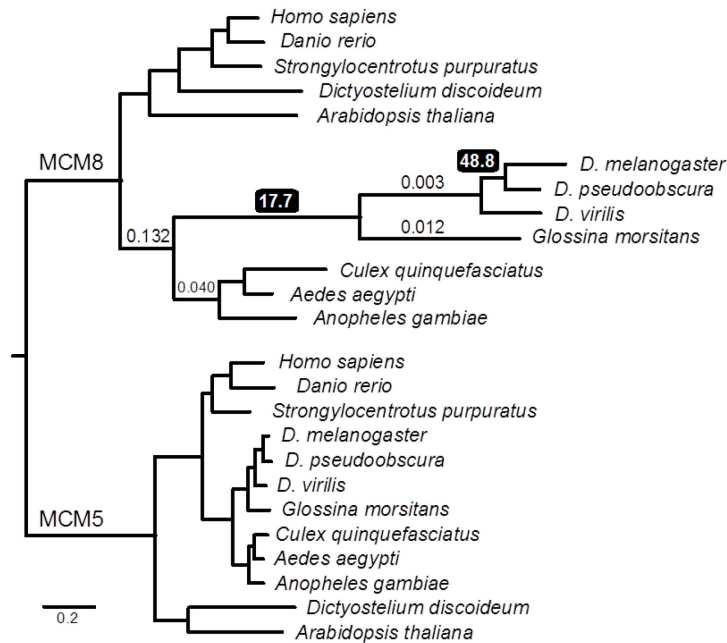 Homo sapiens
Danio rerio
Strongylocentrotus purpuratus
Dictyostelium discoideum
Arabidopsis thaliana
MCM8
48.8
D. melanogaster
0.003
17.7
D. pseudoobscura
D. virilis
0.012
0.132
Glossina morsitans
Culex quinquefasciatus
0.040
Aedes aegypti
Anopheles gambiae
Homo sapiens
Danio rerio
Strongylocentrotus purpuratus
D. melanogaster
D. pseudoobscura
D. virilis
Glossina morsitans
MCM5
Culex quinquefasciatus
Aedes aegypti
Anopheles gambiae
Dictyostelium discoideum
0.2
Arabidopsis thaliana